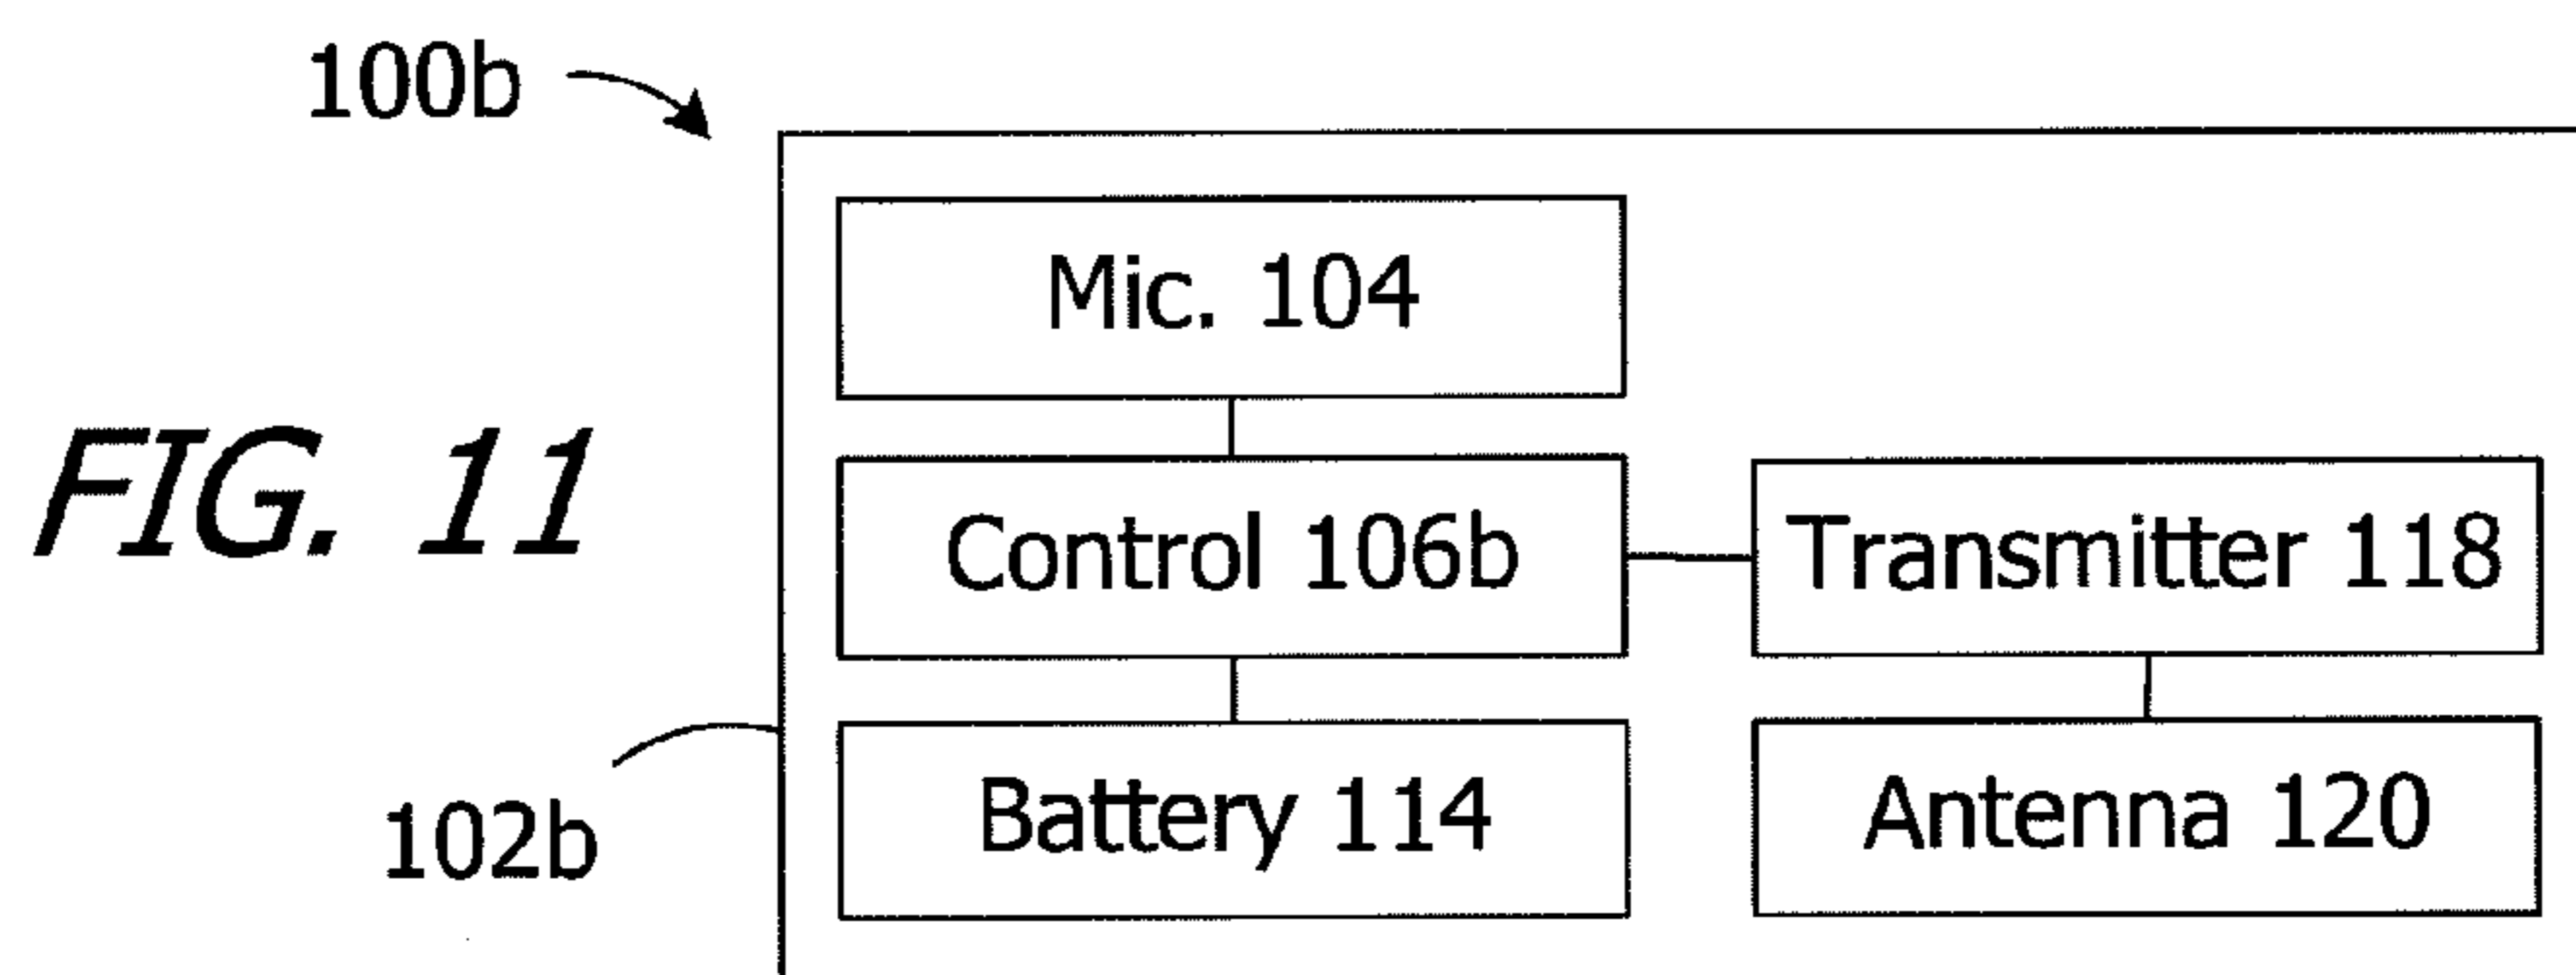 100b
Mic. 104
FIG. 11
Control 106b
Transmitter 118
102b
Battery 114
Antenna 120